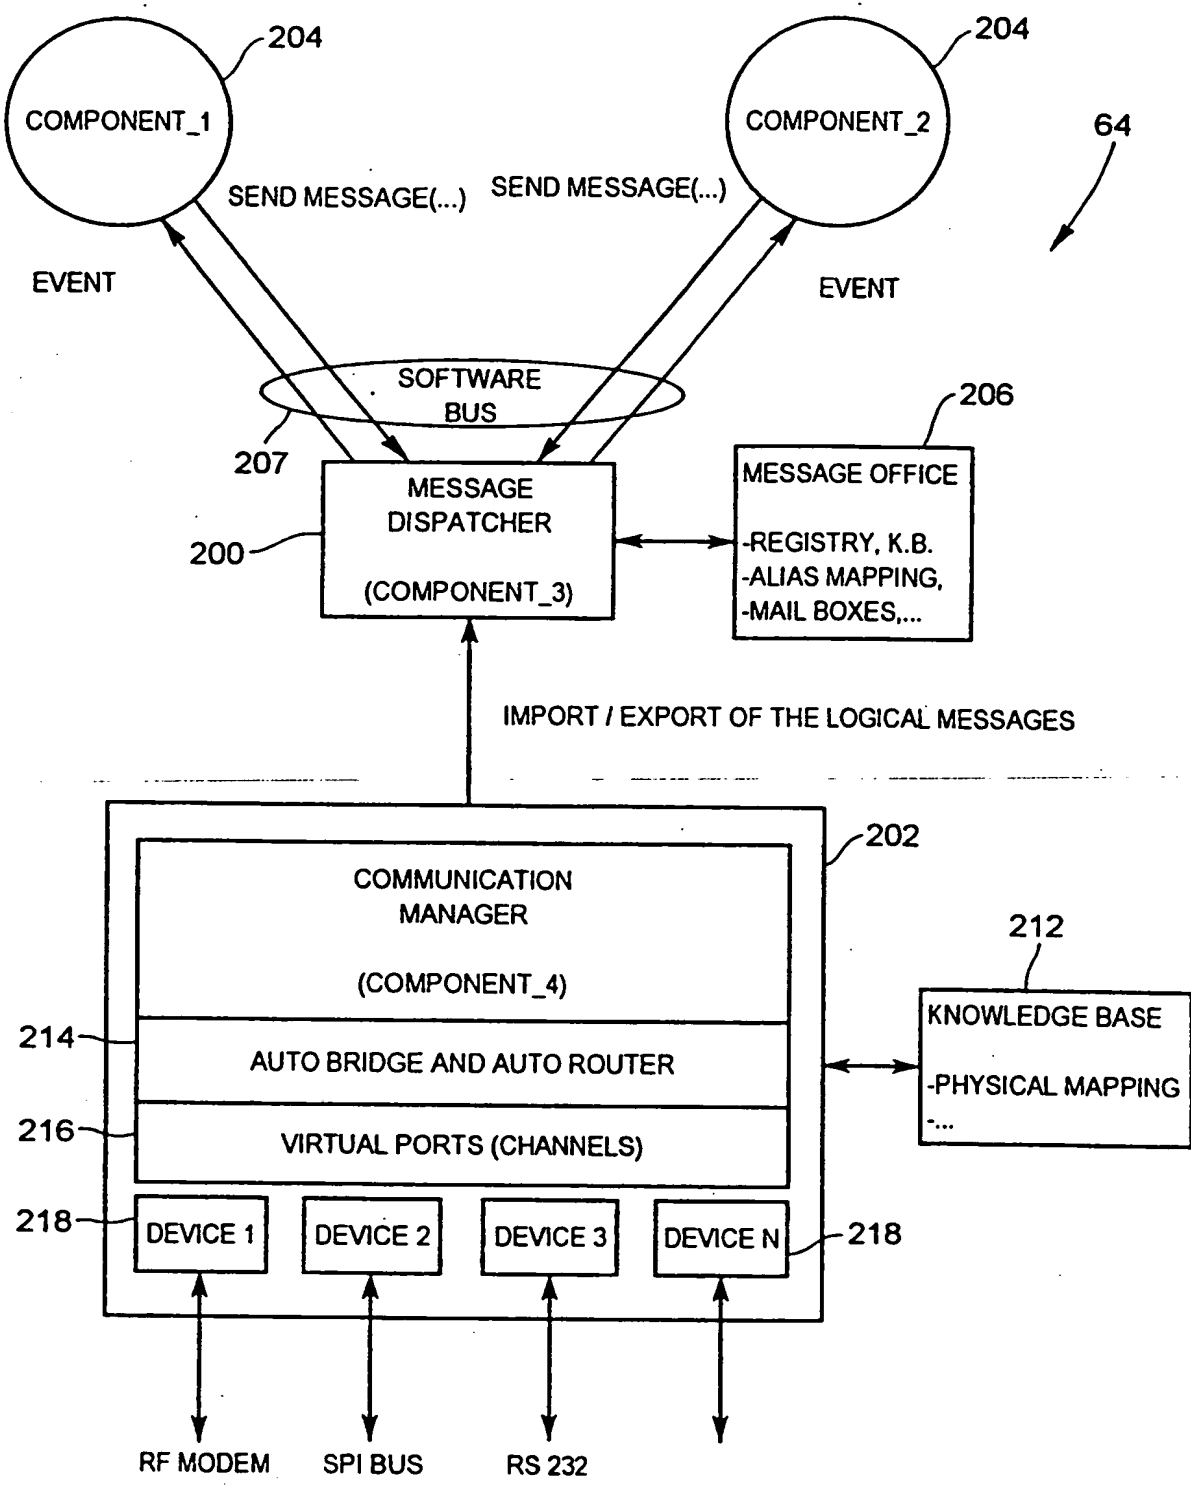 204
204
COMPONENT_1
COMPONENT_2
64
SEND MESSAGE(...)
SEND MESSAGE(...)
EVENT
EVENT
SOFTWARE
BUS
207
206
MESSAGE
DISPATCHER
(COMPONENT_3)
200
MESSAGE OFFICE
-REGISTRY, K.B.
-ALIAS MAPPING,
-MAIL BOXES,...
IMPORT / EXPORT OF THE LOGICAL MESSAGES
202
COMMUNICATION
MANAGER
(COMPONENT_4)
212
KNOWLEDGE BASE
-PHYSICAL MAPPING
-...
214
AUTO BRIDGE AND AUTO ROUTER
216
VIRTUAL PORTS (CHANNELS)
218
DEVICE 1
DEVICE 2
DEVICE 3
DEVICE N
218
RF MODEM
SPI BUS
RS 232